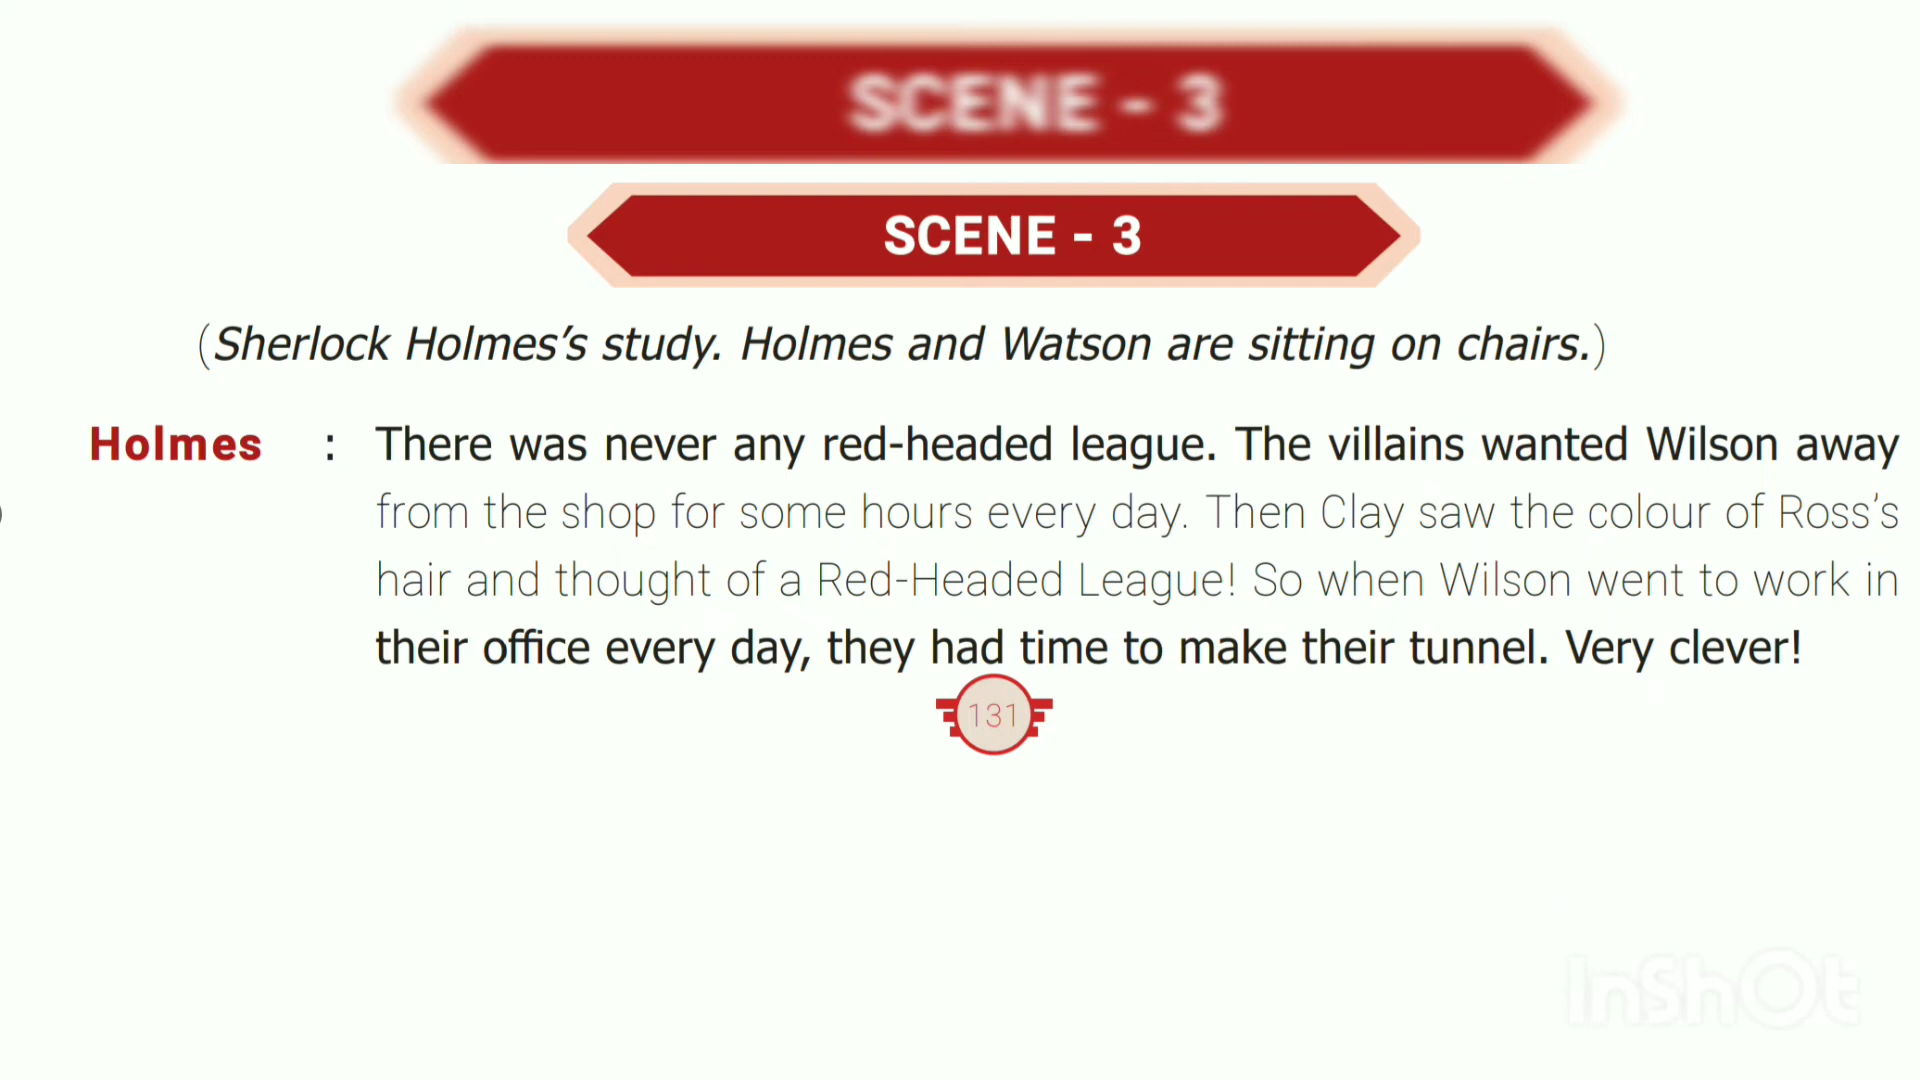 SCENE - 3
SCENE - 3
(Sherlock Holmes's study. Holmes and Watson are sitting on chairs.)
Holmes : There was never any red-headed league. The villains wanted Wilson away
from the shop for some hours every day. Then Clay saw the colour of Ross's
hair and thought of a Red-Headed League! So when Wilson went to work in
their office every day, they had time to make their tunnel. Very clever!
131
InShOt